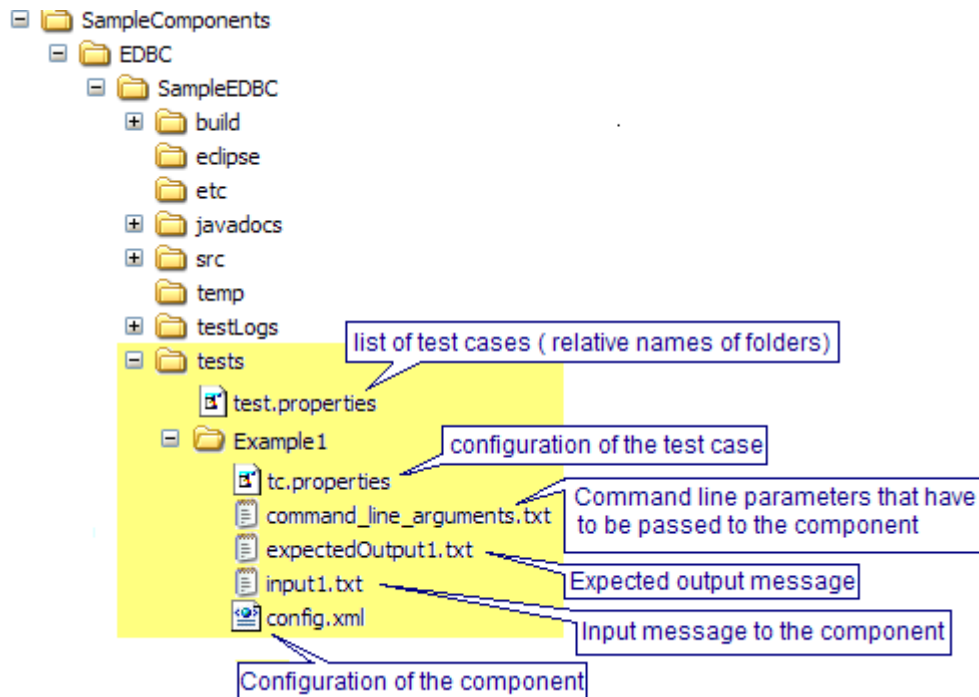 SampleComponents
EDBC
SampleEDBC
build
eclipse
etc
javadocs
src
temp
testLogs
list of test cases ( relative names of folders)
tests
test.properties
Example1
configuration of the test case
tc.properties
Command line parameters that have
to be passed to the component
command_line_arguments.txt
expectedOutput1.txt
Expected output message
input1.txt
Input message to the component
config.xml
Configuration of the component